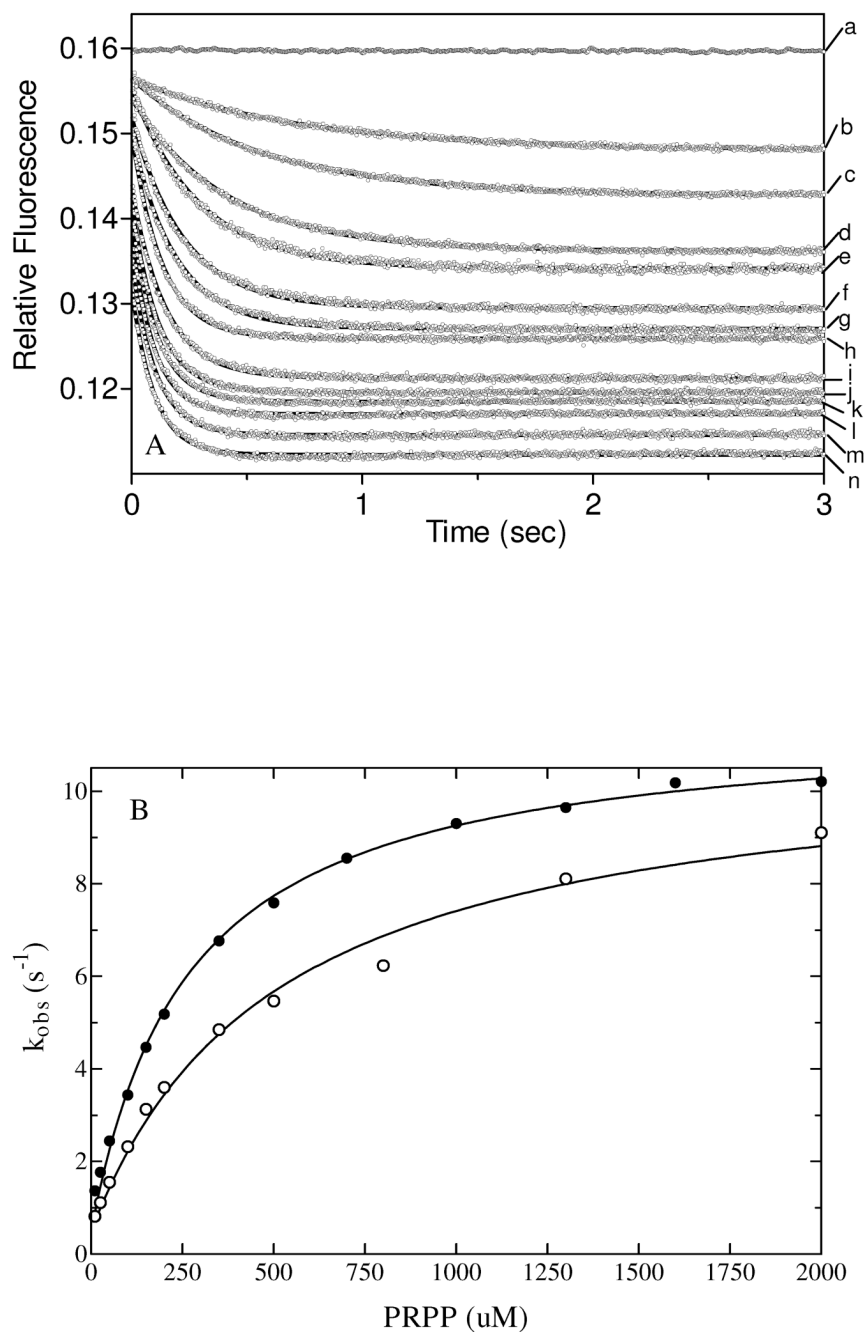 0.16
0.15
0.14
0.13
0.12
Relative Fluorescence
a
b
c
d
e
f
g
h
i
j
k
l
m
n
A
0
1
2
3
Time (sec)
B
10
8
6
4
2
0
k_obs (s⁻¹)
0
250
500
750
1000
1250
1500
1750
2000
PRPP (uM)